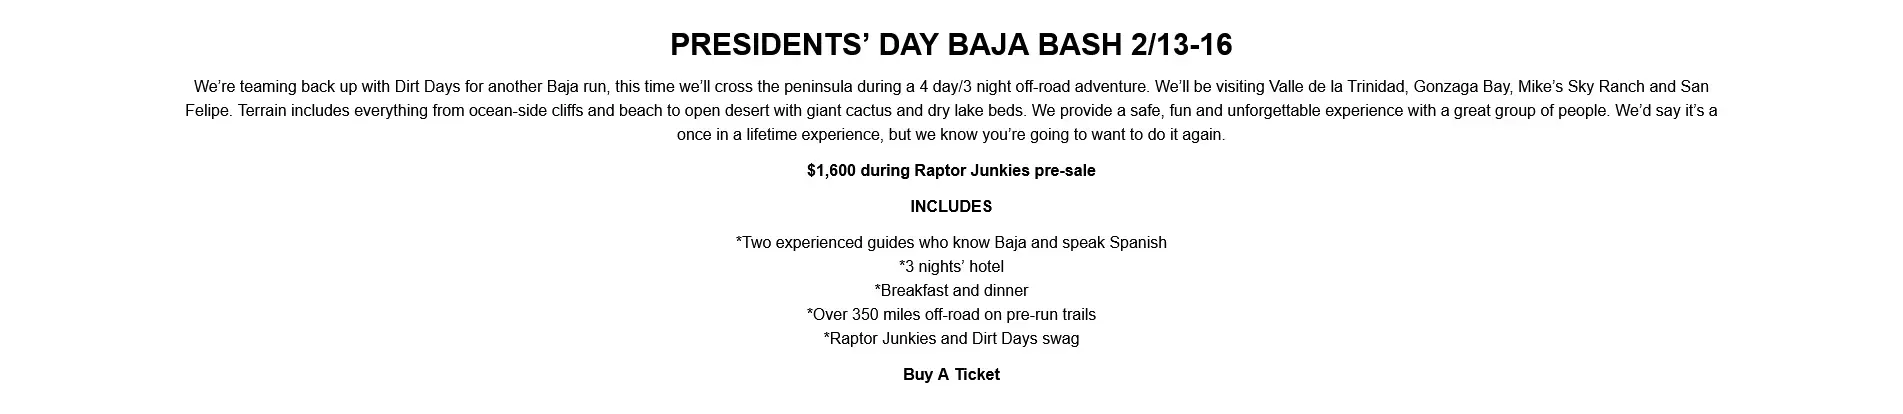 PRESIDENTS’ DAY BAJA BASH 2/13-16
We’re teaming back up with Dirt Days for another Baja run, this time we’ll cross the peninsula during a 4 day/3 night off-road adventure. We’ll be visiting Valle de la Trinidad, Gonzaga Bay, Mike’s Sky Ranch and San
Felipe. Terrain includes everything from ocean-side cliffs and beach to open desert with giant cactus and dry lake beds. We provide a safe, fun and unforgettable experience with a great group of people. We’d say it’s a
once in a lifetime experience, but we know you’re going to want to do it again.
$1,600 during Raptor Junkies pre-sale
INCLUDES
*Two experienced guides who know Baja and speak Spanish
*3 nights’ hotel
*Breakfast and dinner
*Over 350 miles off-road on pre-run trails
*Raptor Junkies and Dirt Days swag
Buy A Ticket